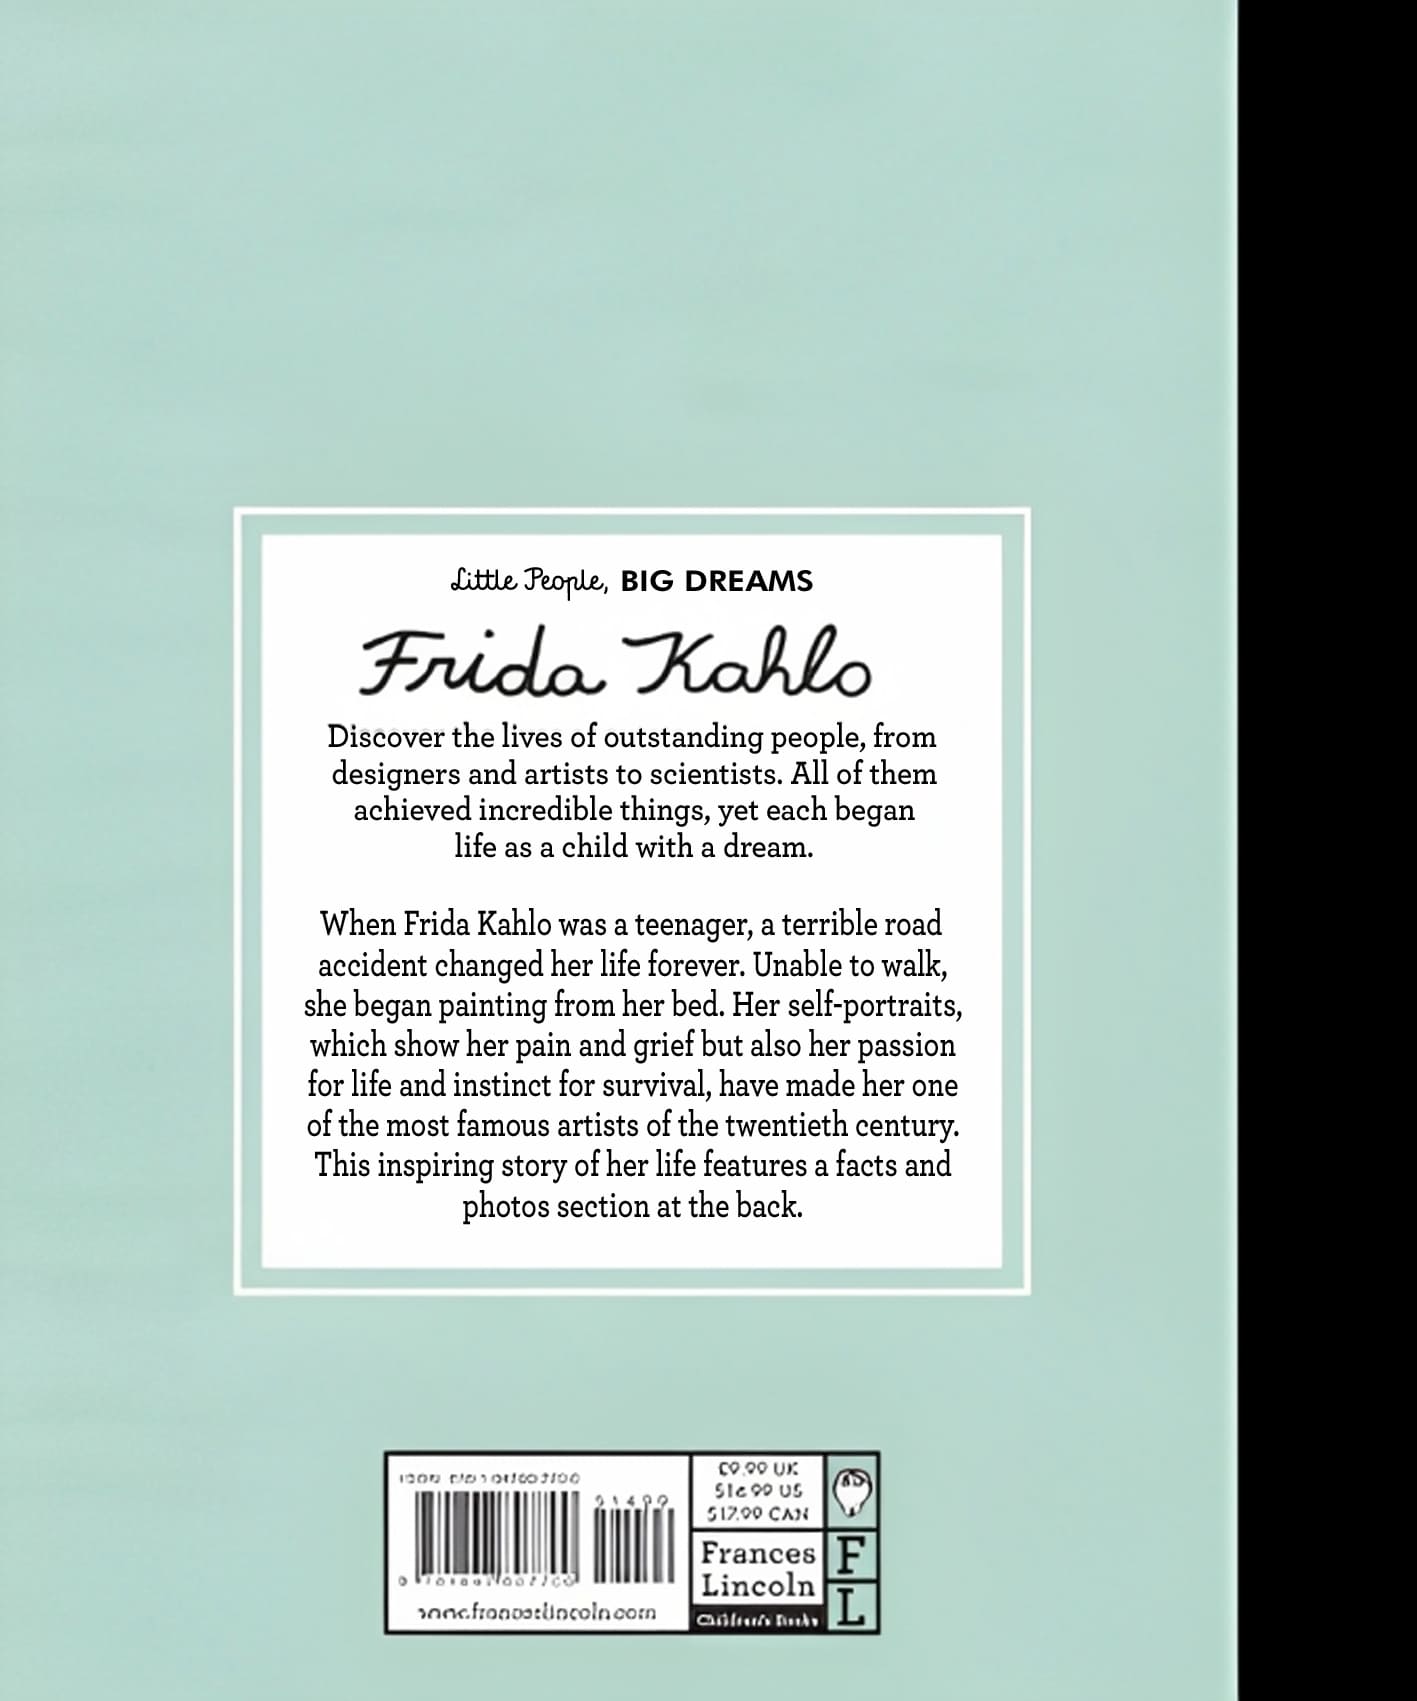 Little People, BIG DREAMS
Frida Kahlo
Discover the lives of outstanding people, from
designers and artists to scientists. All of them
achieved incredible things, yet each began
life as a child with a dream.
When Frida Kahlo was a teenager, a terrible road
accident changed her life forever. Unable to walk,
she began painting from her bed. Her self-portraits,
which show her pain and grief but also her passion
for life and instinct for survival, have made her one
of the most famous artists of the twentieth century.
This inspiring story of her life features a facts and
photos section at the back.
£9.99 UK
US
$17.99 CAN
Frances
Lincoln
Children's Books
F
L